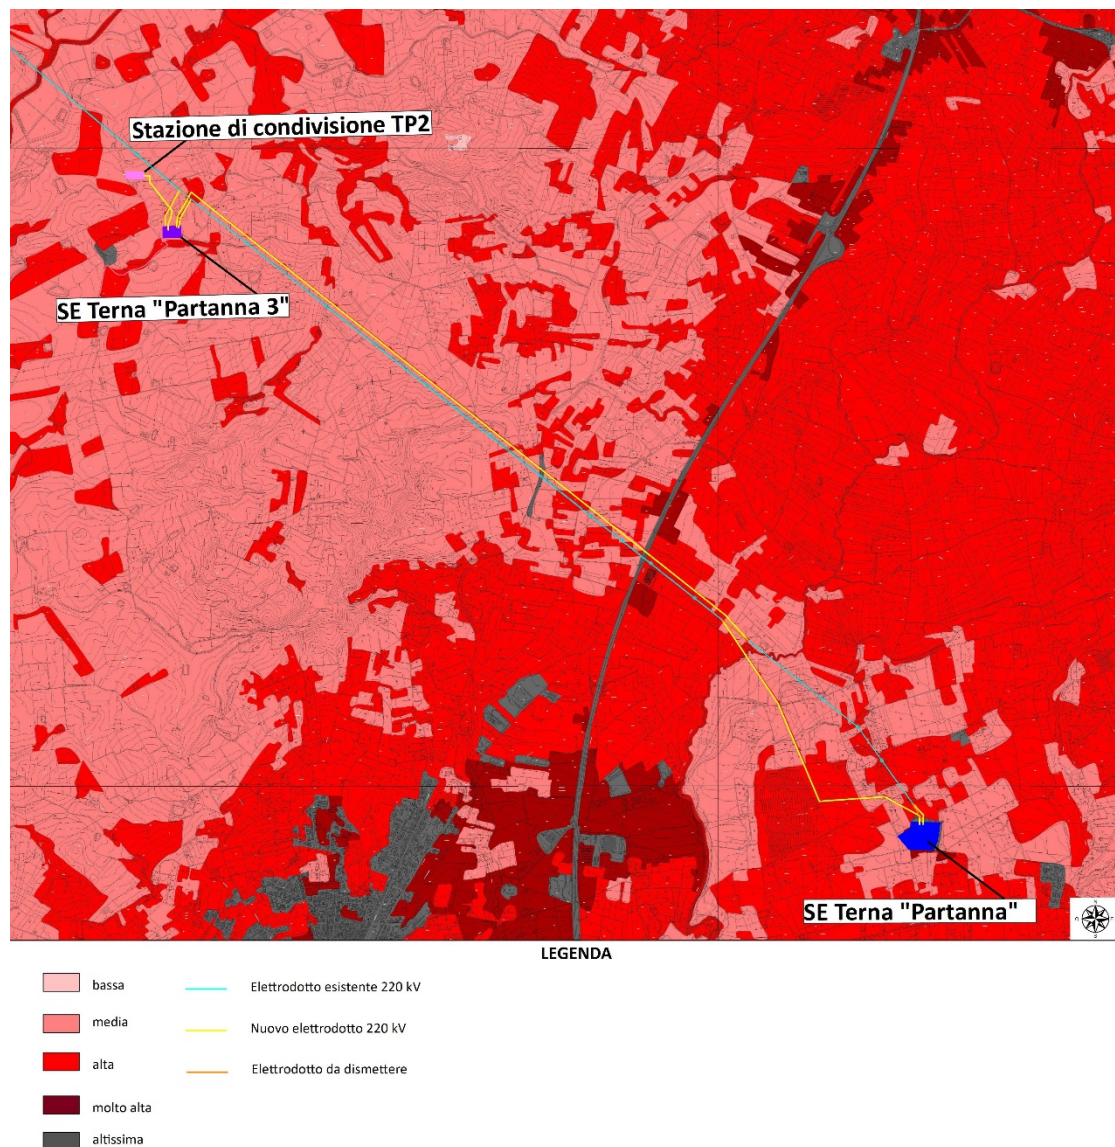 Stazione di condivisione TP2
SE Terna "Partanna 3"
SE Terna "Partanna"
LEGENDA
bassa
media
alta
molto alta
altissima
Elettrodotto esistente 220 kV
Nuovo elettrodotto 220 kV
Elettrodotto da dismettere